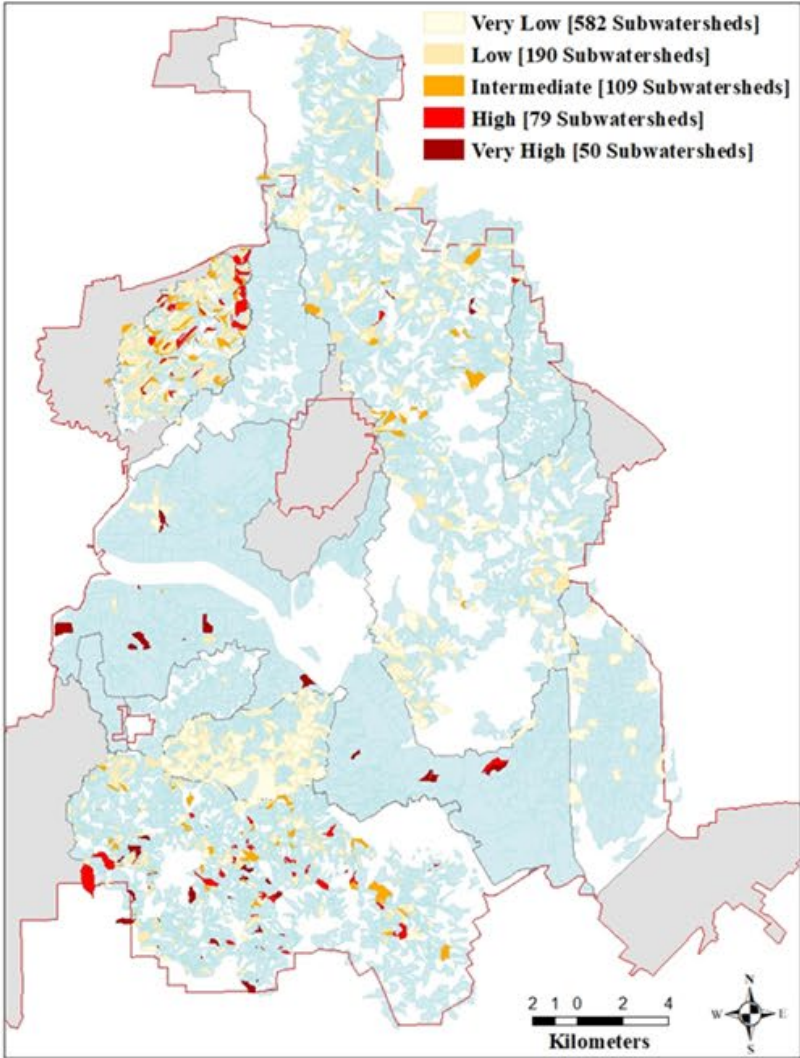 Very Low [582 Subwatersheds]
Low [190 Subwatersheds]
Intermediate [109 Subwatersheds]
High [79 Subwatersheds]
Very High [50 Subwatersheds]
N
W E
S
2 1 0 2 4
Kilometers